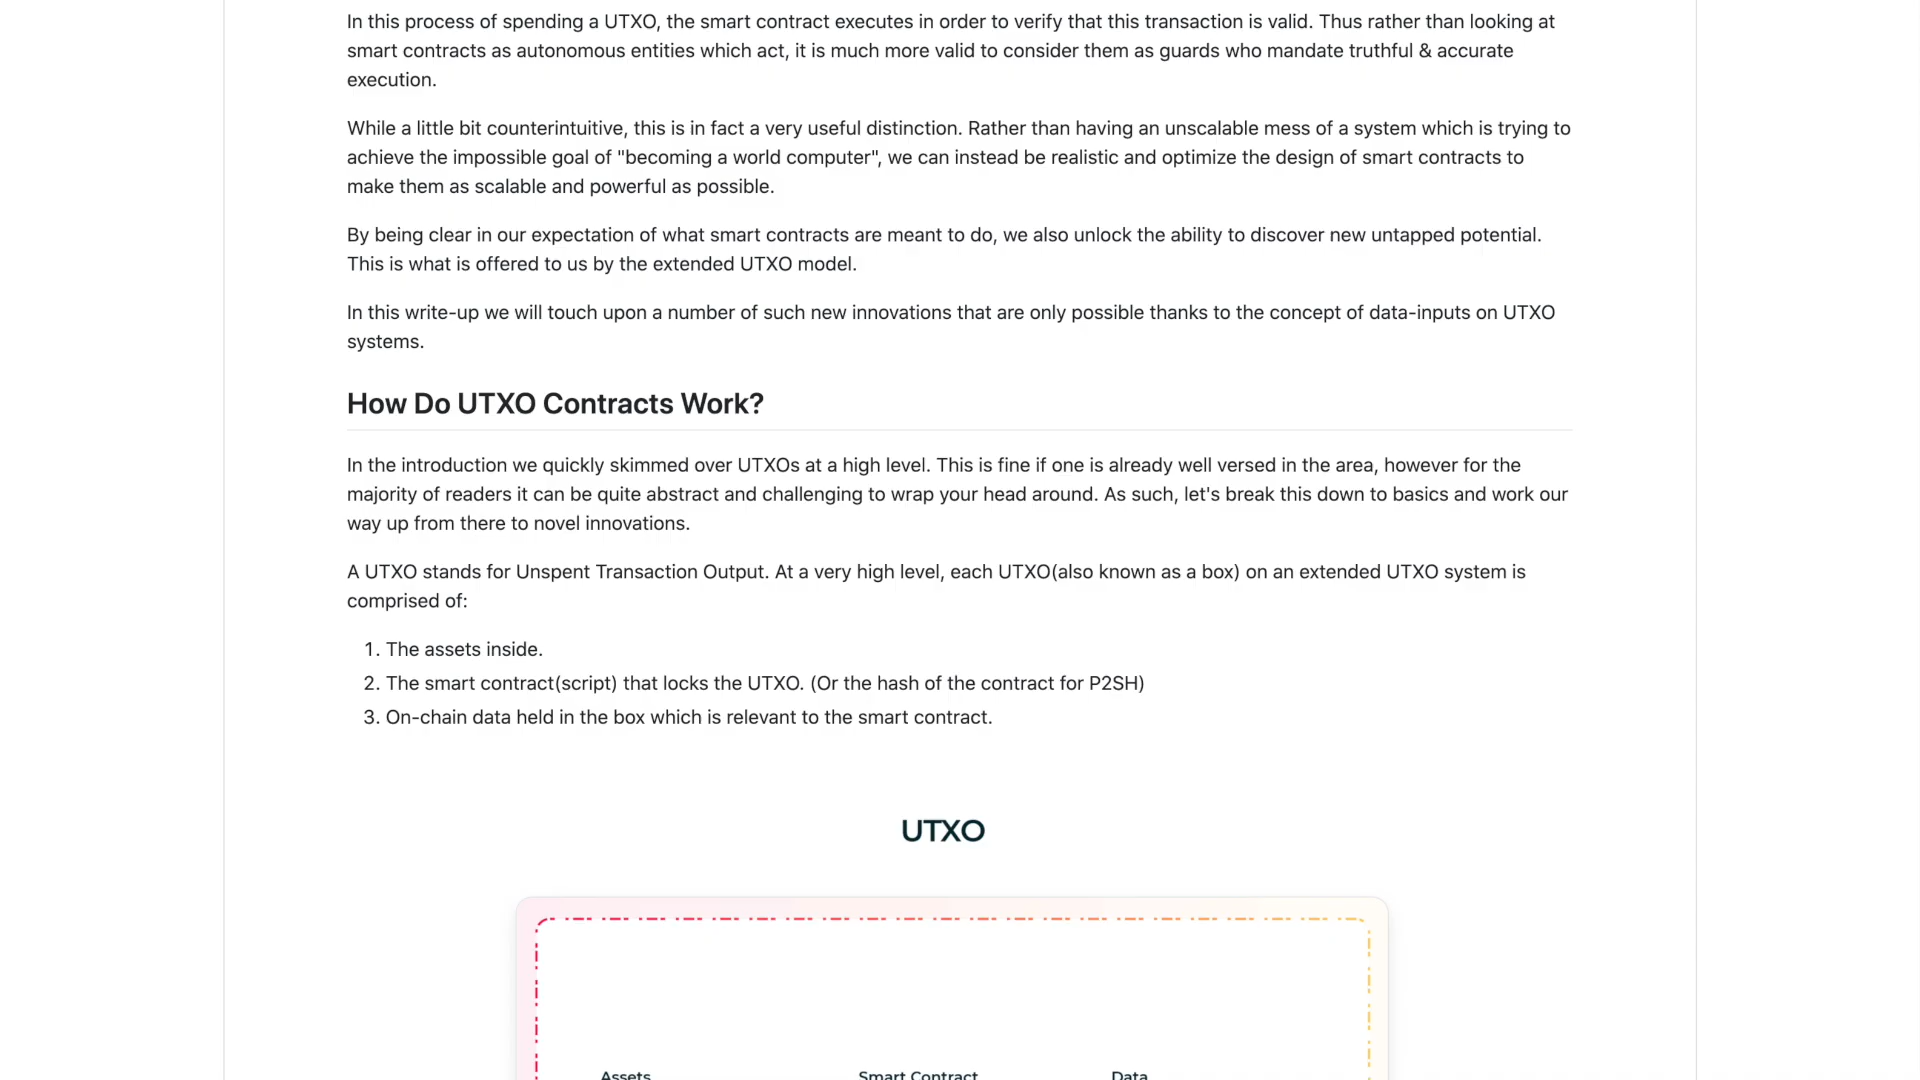 In this process of spending a UTXO, the smart contract executes in order to verify that this transaction is valid. Thus rather than looking at
smart contracts as autonomous entities which act, it is much more valid to consider them as guards who mandate truthful & accurate
execution.
While a little bit counterintuitive, this is in fact a very useful distinction. Rather than having an unscalable mess of a system which is trying to
achieve the impossible goal of "becoming a world computer", we can instead be realistic and optimize the design of smart contracts to
make them as scalable and powerful as possible.
By being clear in our expectation of what smart contracts are meant to do, we also unlock the ability to discover new untapped potential.
This is what is offered to us by the extended UTXO model.
In this write-up we will touch upon a number of such new innovations that are only possible thanks to the concept of data-inputs on UTXO
systems.
How Do UTXO Contracts Work?
In the introduction we quickly skimmed over UTXOs at a high level. This is fine if one is already well versed in the area, however for the
majority of readers it can be quite abstract and challenging to wrap your head around. As such, let's break this down to basics and work our
way up from there to novel innovations.
A UTXO stands for Unspent Transaction Output. At a very high level, each UTXO(also known as a box) on an extended UTXO system is
comprised of:
1. The assets inside.
2. The smart contract(script) that locks the UTXO. (Or the hash of the contract for P2SH)
3. On-chain data held in the box which is relevant to the smart contract.
UTXO
Assets Smart Contract Data